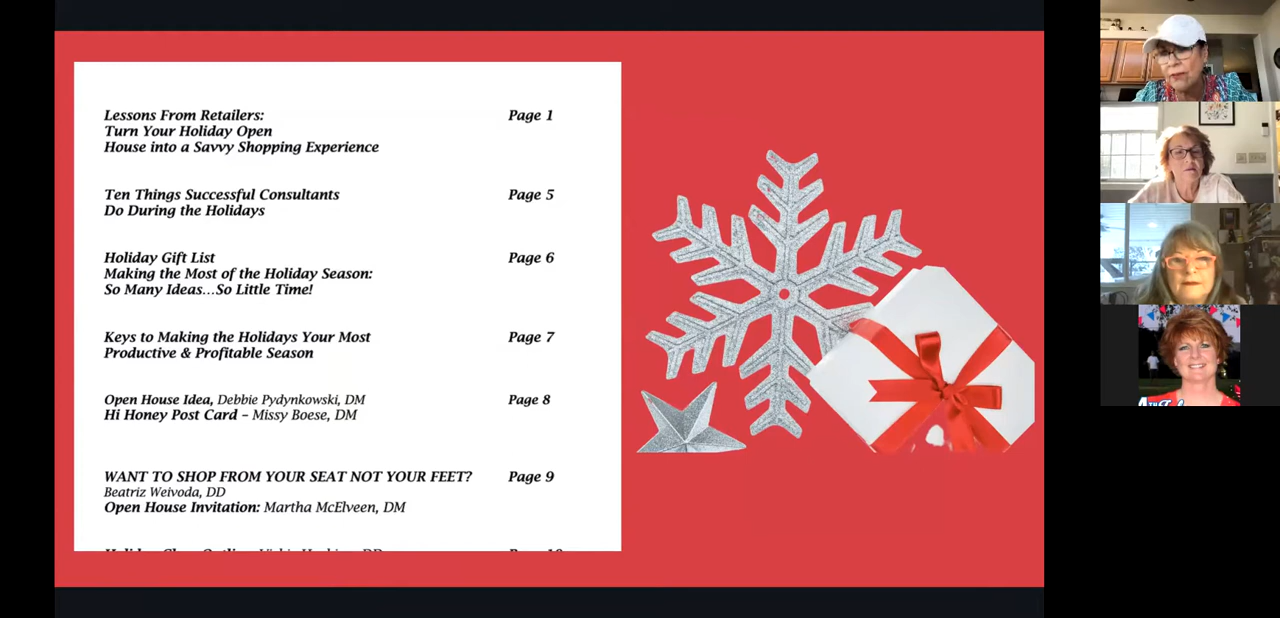 Lessons From Retailers: Page 1
Turn Your Holiday Open
House into a Savvy Shopping Experience
Ten Things Successful Consultants Page 5
Do During the Holidays
Holiday Gift List Page 6
Making the Most of the Holiday Season:
So Many Ideas...So Little Time!
Keys to Making the Holidays Your Most Page 7
Productive & Profitable Season
Open House Idea, Debbie Pydynkowski, DM Page 8
Hi Honey Post Card – Missy Boese, DM
WANT TO SHOP FROM YOUR SEAT NOT YOUR FEET? Page 9
Beatriz Weivoda, DD
Open House Invitation: Martha McElveen, DM